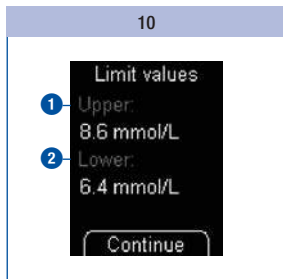 10
Limit values
1 Upper:
8.6 mmol/L
2 Lower:
6.4 mmol/L
Continue